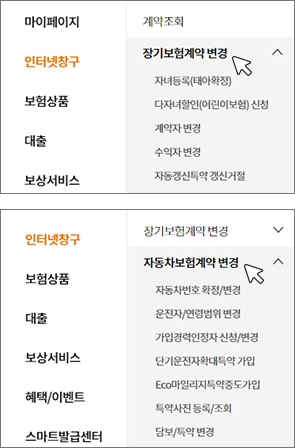 마이페이지
인터넷창구
보험상품
대출
보상서비스
계약조회
장기보험계약 변경
자녀등록(태아확정)
다자녀할인(어린이보험) 신청
계약자 변경
수익자 변경
자동갱신특약 갱신거절
인터넷창구
보험상품
대출
보상서비스
혜택/이벤트
스마트발급센터
장기보험계약 변경
자동차보험계약 변경
자동차번호 확정/변경
운전자/연령범위 변경
가입경력인정자 신청/변경
단기운전자확대특약 가입
Eco마일리지특약중도가입
특약사진 등록/조회
담보/특약 변경